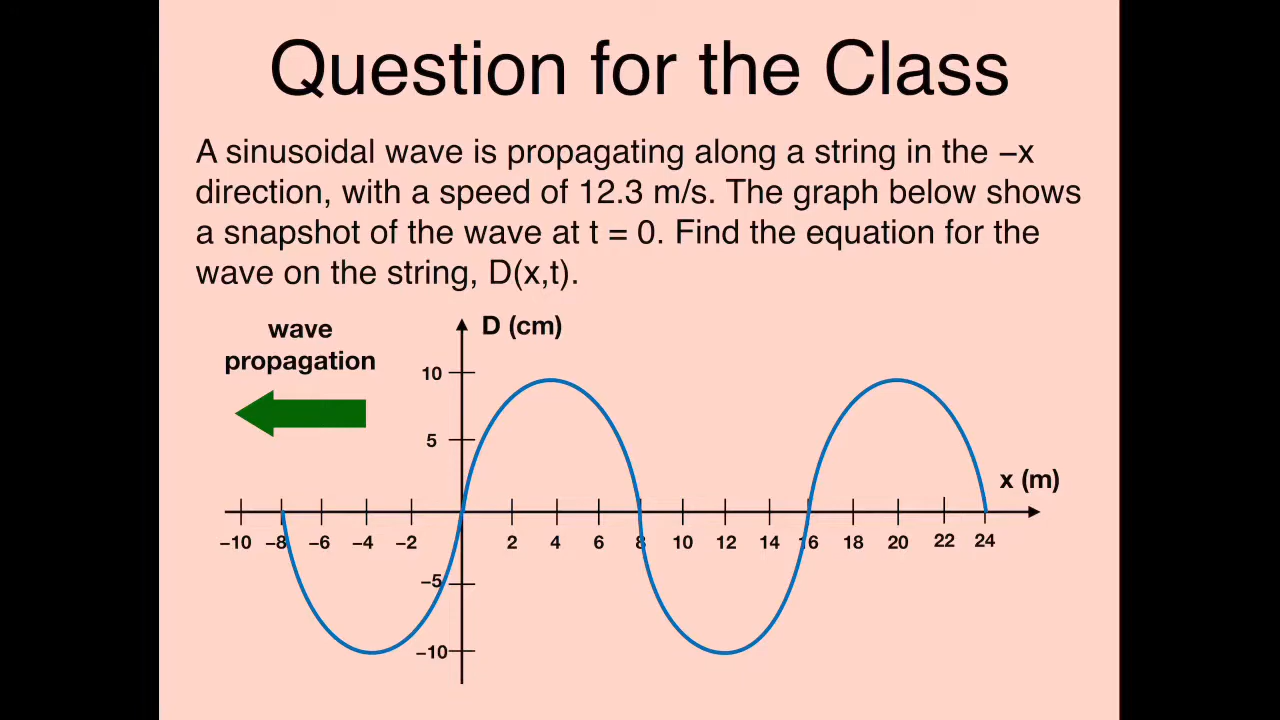 Question for the Class
A sinusoidal wave is propagating along a string in the −x
direction, with a speed of 12.3 m/s. The graph below shows
a snapshot of the wave at t = 0. Find the equation for the
wave on the string, D(x,t).
wave
propagation
D (cm)
10
5
x (m)
−10 −8 −6 −4 −2 2 4 6 8 10 12 14 16 18 20 22 24
−5
−10